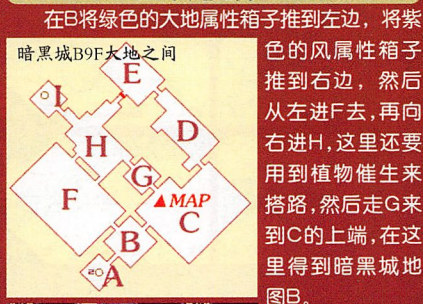 在B将绿色的大地属性箱子推到左边，将紫
色的风属性箱子
推到右边，然后
从左进F去,再向
右进H,这里还要
用到植物催生来
搭路,然后走G来
到C的上端,在这
里得到暗黑城地
图B。
暗黑城B9F大地之间
E
I
D
H
G
F
▲MAP
C
B
A